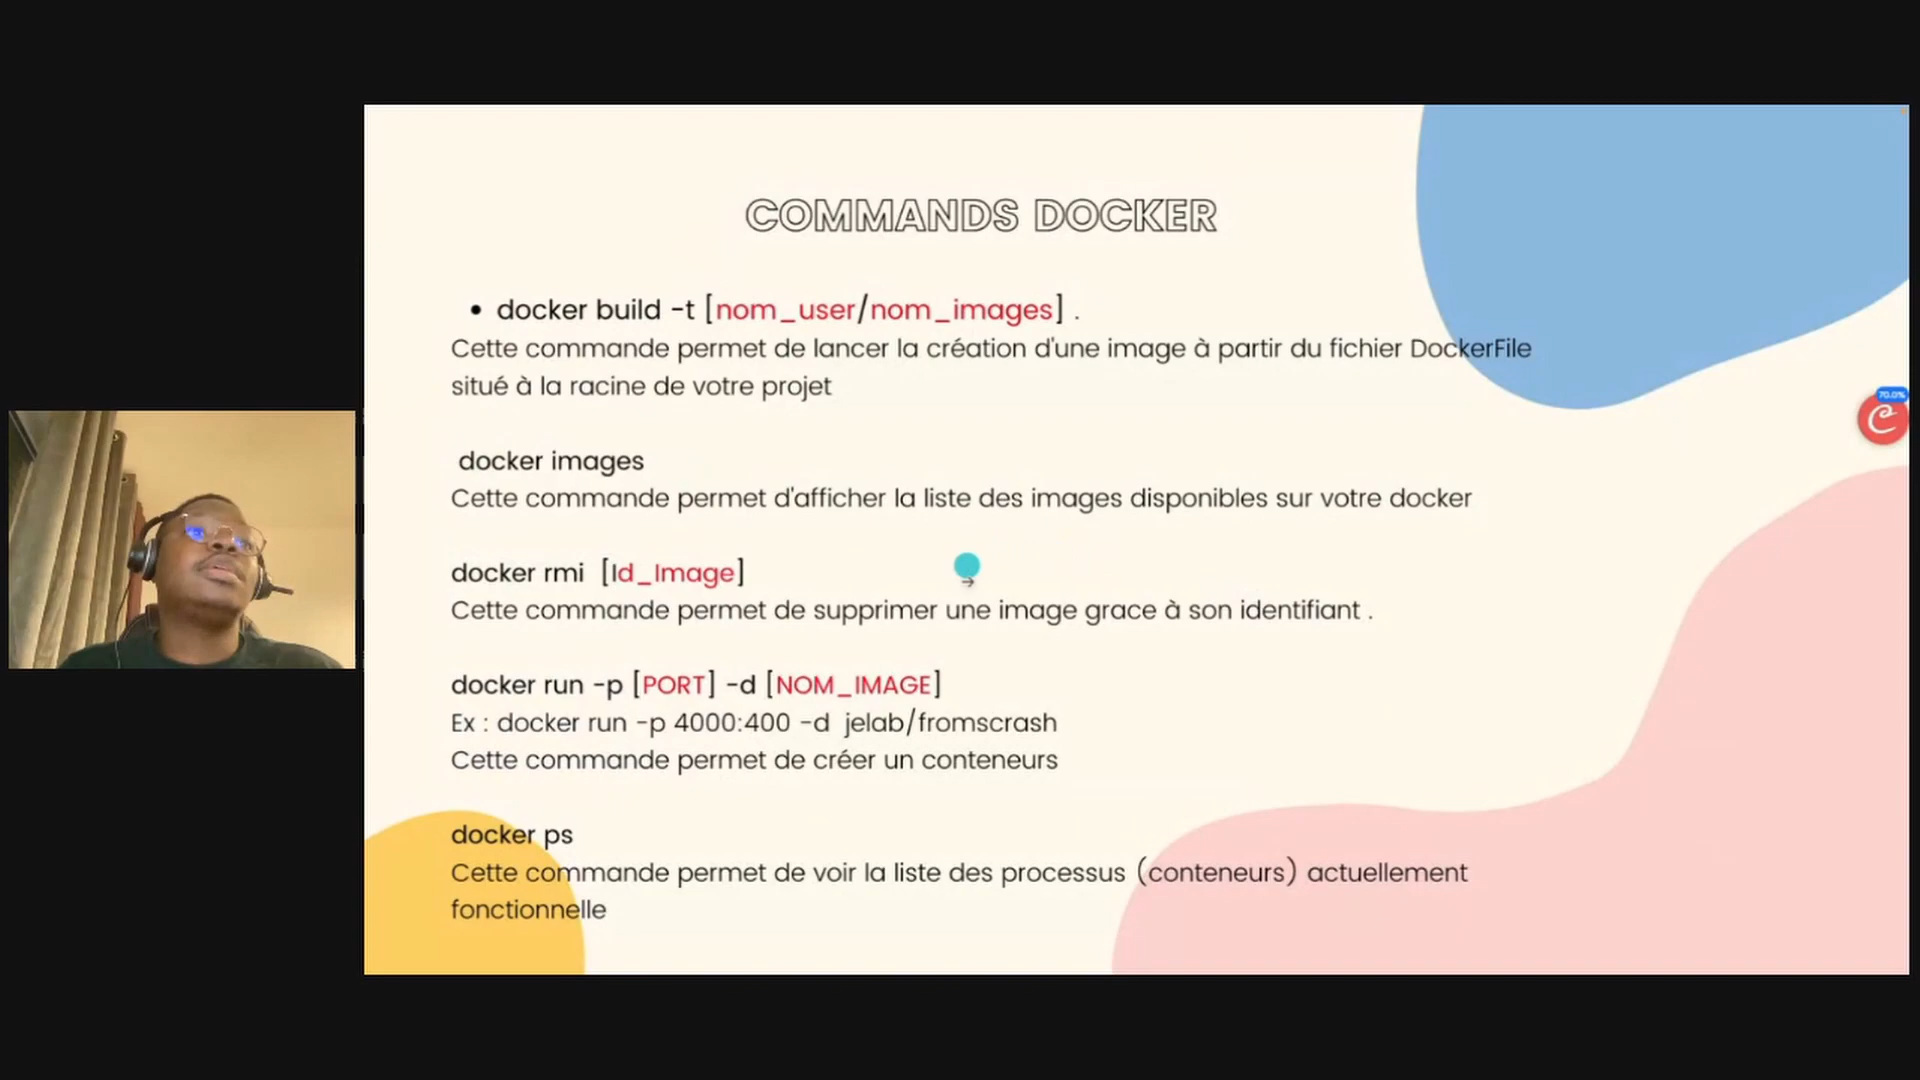 COMMANDS DOCKER
• docker build -t [nom_user/nom_images] .
Cette commande permet de lancer la création d'une image à partir du fichier DockerFile
situé à la racine de votre projet
docker images
Cette commande permet d'afficher la liste des images disponibles sur votre docker
docker rmi [Id_Image]
Cette commande permet de supprimer une image grace à son identifiant .
docker run -p [PORT] -d [NOM_IMAGE]
Ex : docker run -p 4000:400 -d jelab/fromscrash
Cette commande permet de créer un conteneurs
docker ps
Cette commande permet de voir la liste des processus (conteneurs) actuellement
fonctionnelle
70.0%